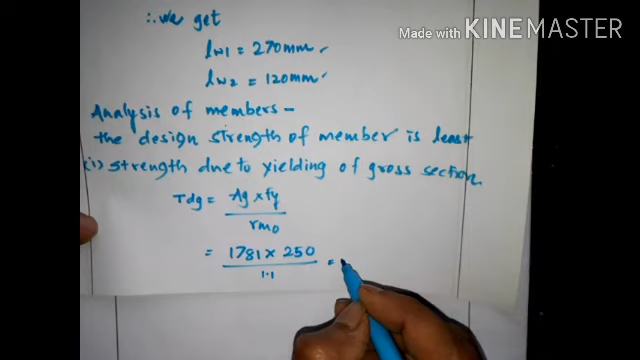 Made with KINEMASTER
∴ We get
lw1 = 270mm
lw2 = 120mm
Analysis of members -
the design strength of member is least
(i) strength due to yielding of gross section
Tdg = Ag × fy
rmo
= 1781 × 250 =
1.1